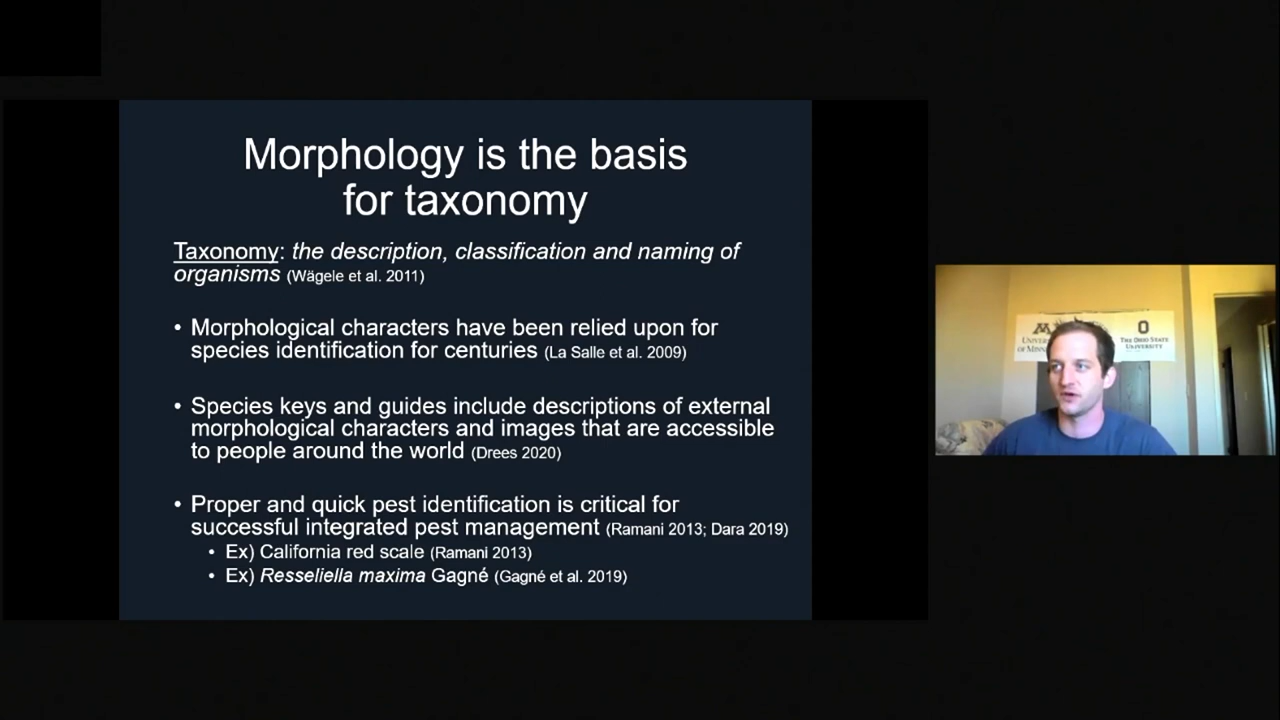 Morphology is the basis
for taxonomy
Taxonomy: the description, classification and naming of
organisms (Wägele et al. 2011)
• Morphological characters have been relied upon for
species identification for centuries (La Salle et al. 2009)
• Species keys and guides include descriptions of external
morphological characters and images that are accessible
to people around the world (Drees 2020)
• Proper and quick pest identification is critical for
successful integrated pest management (Ramani 2013; Dara 2019)
• Ex) California red scale (Ramani 2013)
• Ex) Resseliella maxima Gagné (Gagné et al. 2019)
M
O
The Ohio State
University